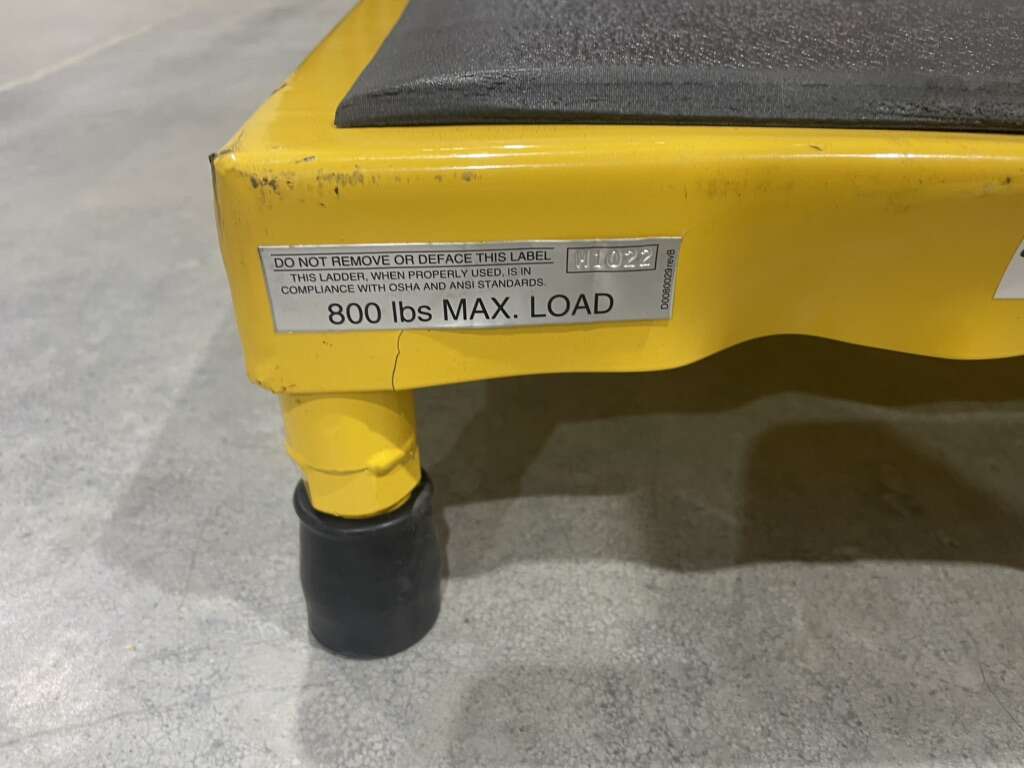 DO NOT REMOVE OR DEFACE THIS LABEL
W1022
THIS LADDER, WHEN PROPERLY USED, IS IN
COMPLIANCE WITH OSHA AND ANSI STANDARDS.
800 lbs MAX. LOAD
D0080029revB